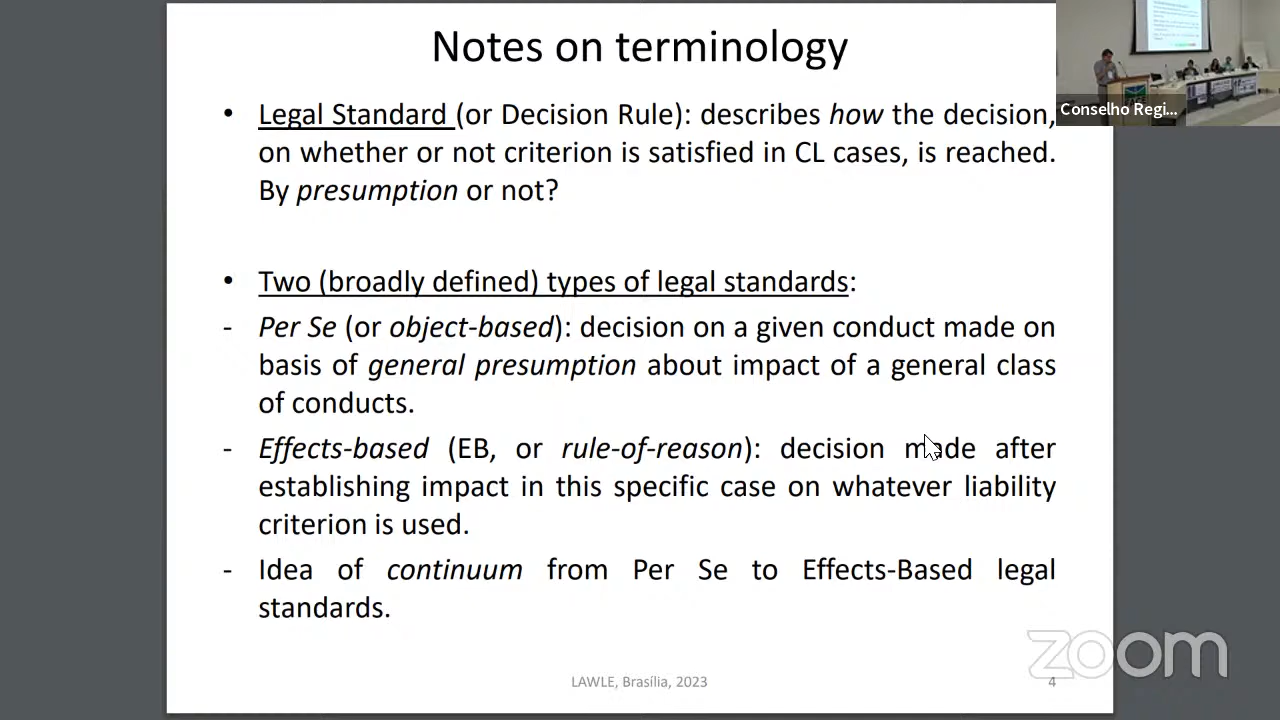 Notes on terminology
• Legal Standard (or Decision Rule): describes how the decision,
on whether or not criterion is satisfied in CL cases, is reached.
By presumption or not?
• Two (broadly defined) types of legal standards:
- Per Se (or object-based): decision on a given conduct made on
basis of general presumption about impact of a general class
of conducts.
- Effects-based (EB, or rule-of-reason): decision made after
establishing impact in this specific case on whatever liability
criterion is used.
- Idea of continuum from Per Se to Effects-Based legal
standards.
LAWLE, Brasília, 2023
4
Conselho Regi...
zoom